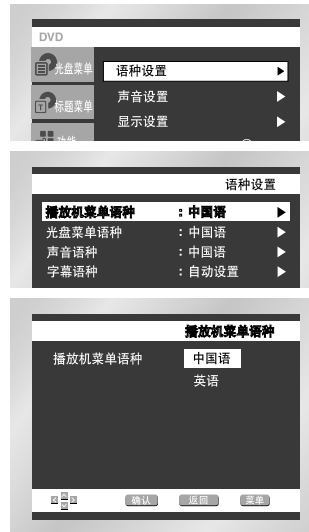 DVD
光盘菜单
语种设置
声音设置
标题菜单
显示设置
功能
语种设置
播放机菜单语种 : 中国语
光盘菜单语种 : 中国语
声音语种 : 中国语
字幕语种 : 自动设置
播放机菜单语种
播放机菜单语种 中国语
英语
确认 返回 菜单